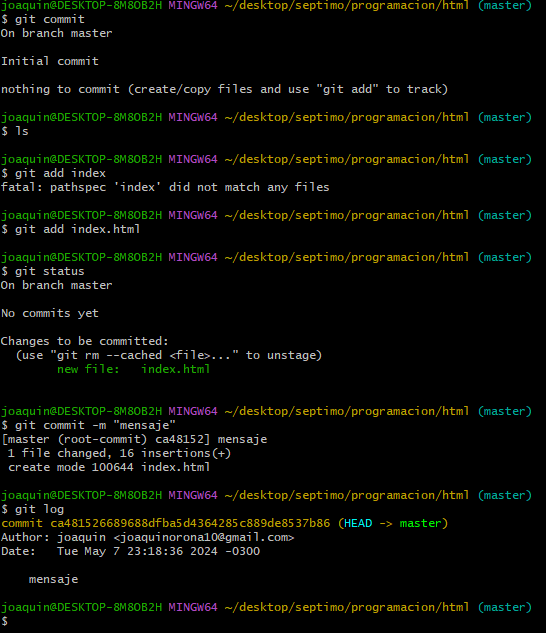 joaquin@DESKTOP-8M8OB2H MINGW64 ~/desktop/septimo/programacion/html (master)
$ git commit
On branch master
Initial commit
nothing to commit (create/copy files and use "git add" to track)
joaquin@DESKTOP-8M8OB2H MINGW64 ~/desktop/septimo/programacion/html (master)
$ ls
joaquin@DESKTOP-8M8OB2H MINGW64 ~/desktop/septimo/programacion/html (master)
$ git add index
fatal: pathspec 'index' did not match any files
joaquin@DESKTOP-8M8OB2H MINGW64 ~/desktop/septimo/programacion/html (master)
$ git add index.html
joaquin@DESKTOP-8M8OB2H MINGW64 ~/desktop/septimo/programacion/html (master)
$ git status
On branch master
No commits yet
Changes to be committed:
  (use "git rm --cached <file>..." to unstage)
        new file:   index.html
joaquin@DESKTOP-8M8OB2H MINGW64 ~/desktop/septimo/programacion/html (master)
$ git commit -m "mensaje"
[master (root-commit) ca48152] mensaje
 1 file changed, 16 insertions(+)
 create mode 100644 index.html
joaquin@DESKTOP-8M8OB2H MINGW64 ~/desktop/septimo/programacion/html (master)
$ git log
commit ca481526689688dfba5d4364285c889de8537b86 (HEAD -> master)
Author: joaquin <joaquinorona10@gmail.com>
Date:   Tue May 7 23:18:36 2024 -0300
    mensaje
joaquin@DESKTOP-8M8OB2H MINGW64 ~/desktop/septimo/programacion/html (master)
$